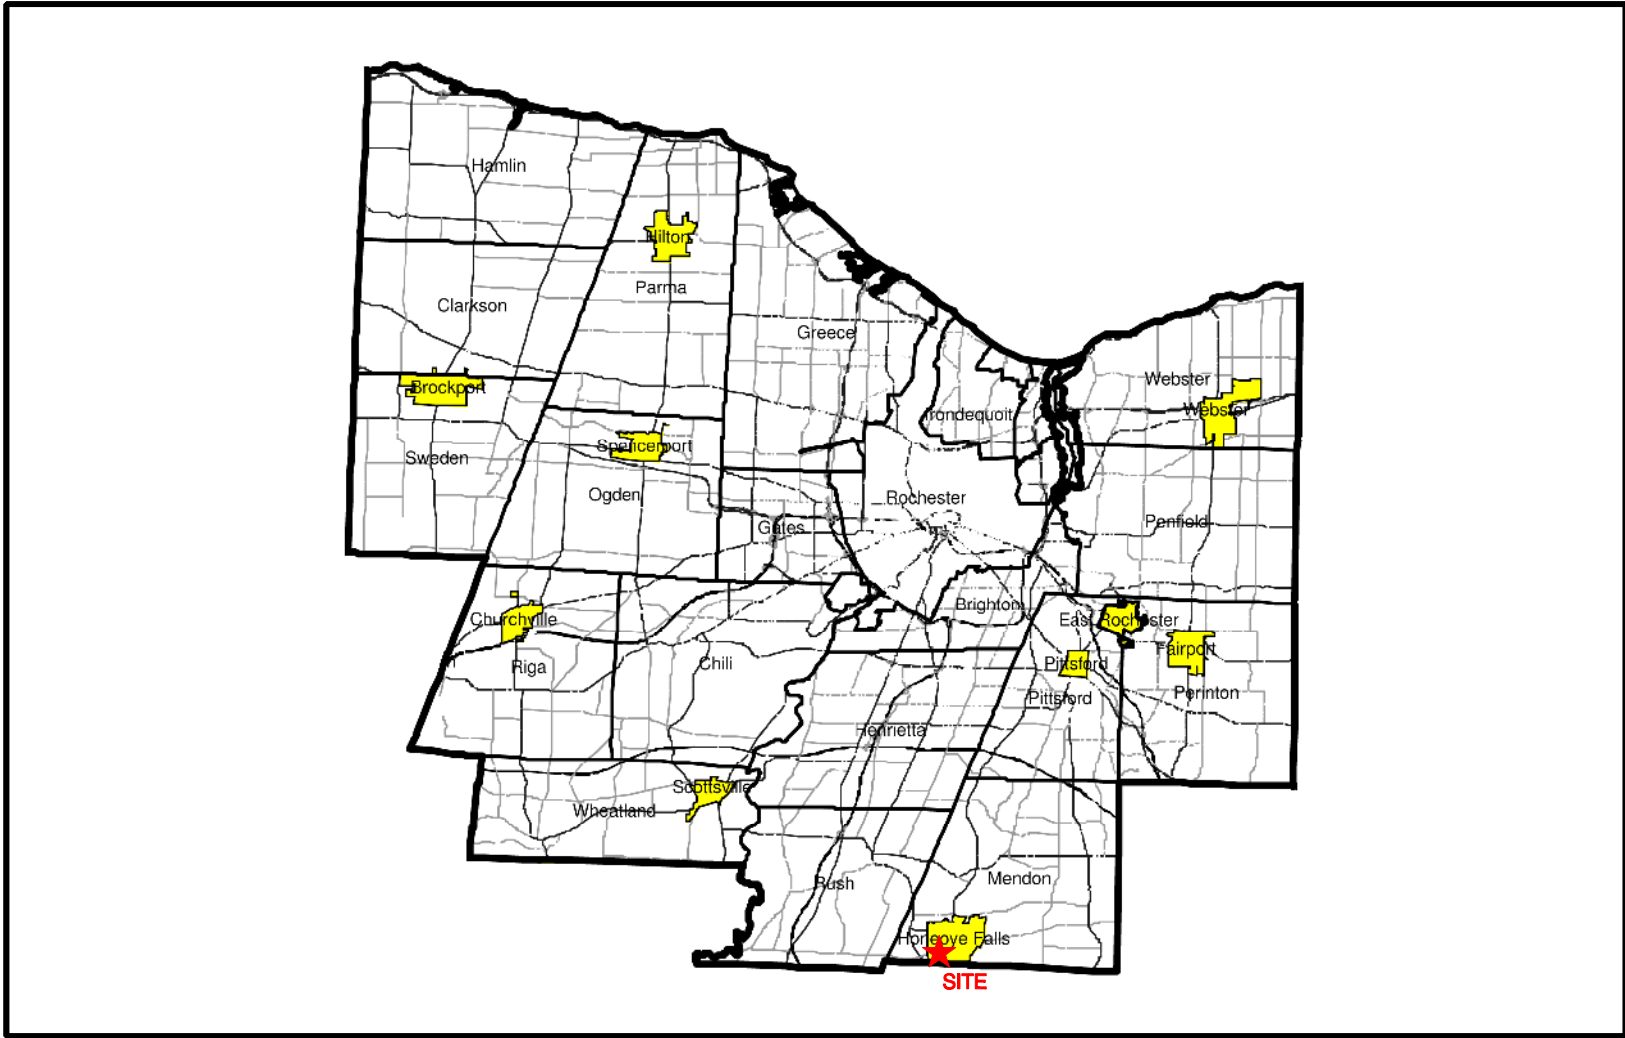 Hamlin
Hilton
Parma
Clarkson
Greece
Webster
Brockport
Webster
Irondequoit
Spencerport
Sweden
Ogden
Rochester
Penfield
Gates
Brighton
Churchville
East Rochester
Fairport
Riga
Chili
Pittsford
Perinton
Pittsford
Henrietta
Scottsville
Wheatland
Rush
Mendon
Honeoye Falls
SITE